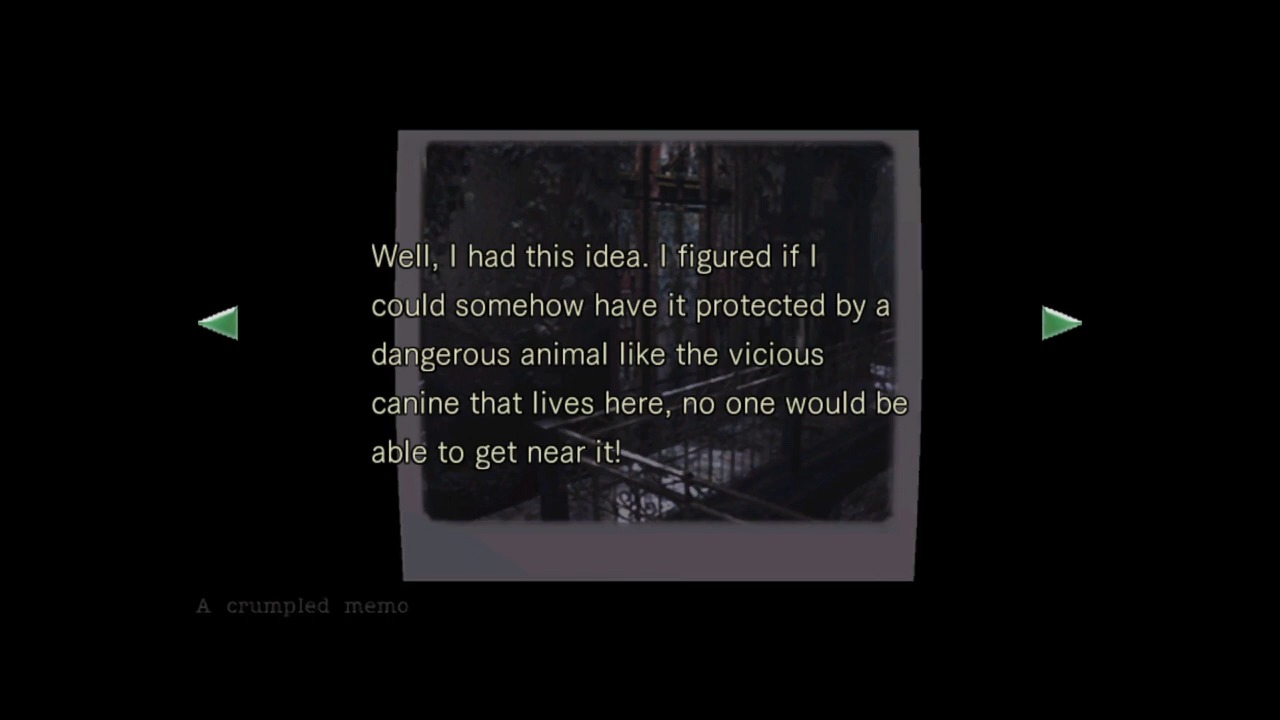 Well, I had this idea. I figured if I
could somehow have it protected by a
dangerous animal like the vicious
canine that lives here, no one would be
able to get near it!
A crumpled memo